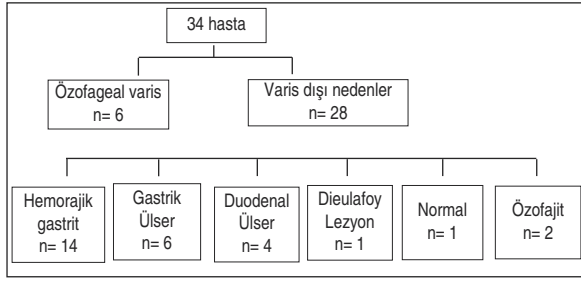 34 hasta
Özofageal varis
n= 6
Varis dışı nedenler
n= 28
Hemorajik
gastrit
n= 14
Gastrik
Ülser
n= 6
Duodenal
Ülser
n= 4
Dieulafoy
Lezyon
n= 1
Normal
n= 1
Özofajit
n= 2